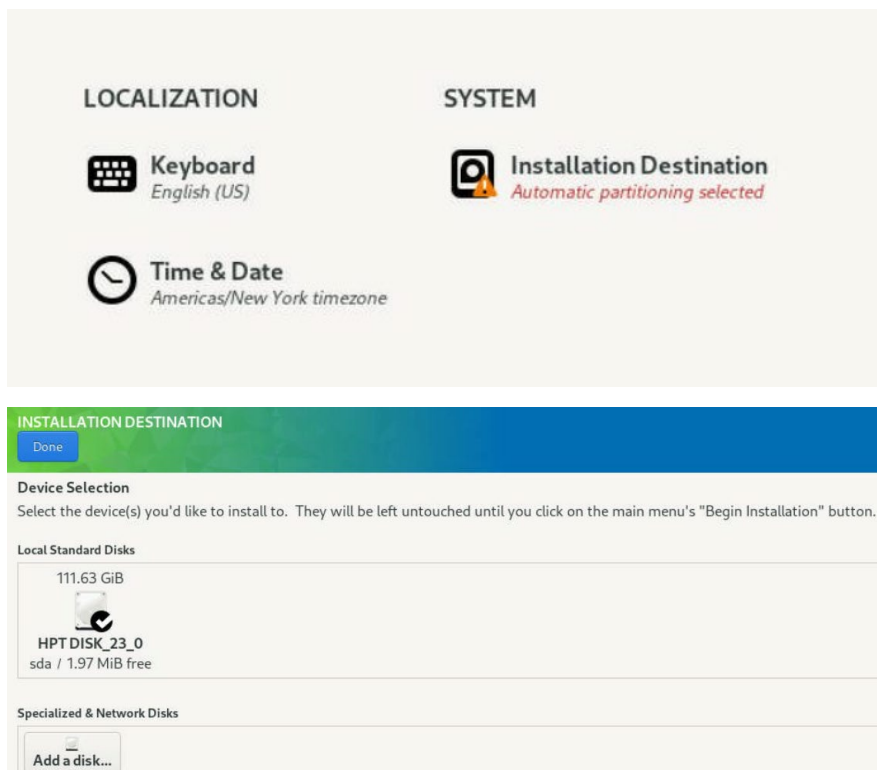 LOCALIZATION
SYSTEM
Keyboard
English (US)
Installation Destination
Automatic partitioning selected
Time & Date
Americas/New York timezone
INSTALLATION DESTINATION
Done
Device Selection
Select the device(s) you'd like to install to. They will be left untouched until you click on the main menu's "Begin Installation" button.
Local Standard Disks
111.63 GiB
HPT DISK_23_0
sda / 1.97 MiB free
Specialized & Network Disks
Add a disk...